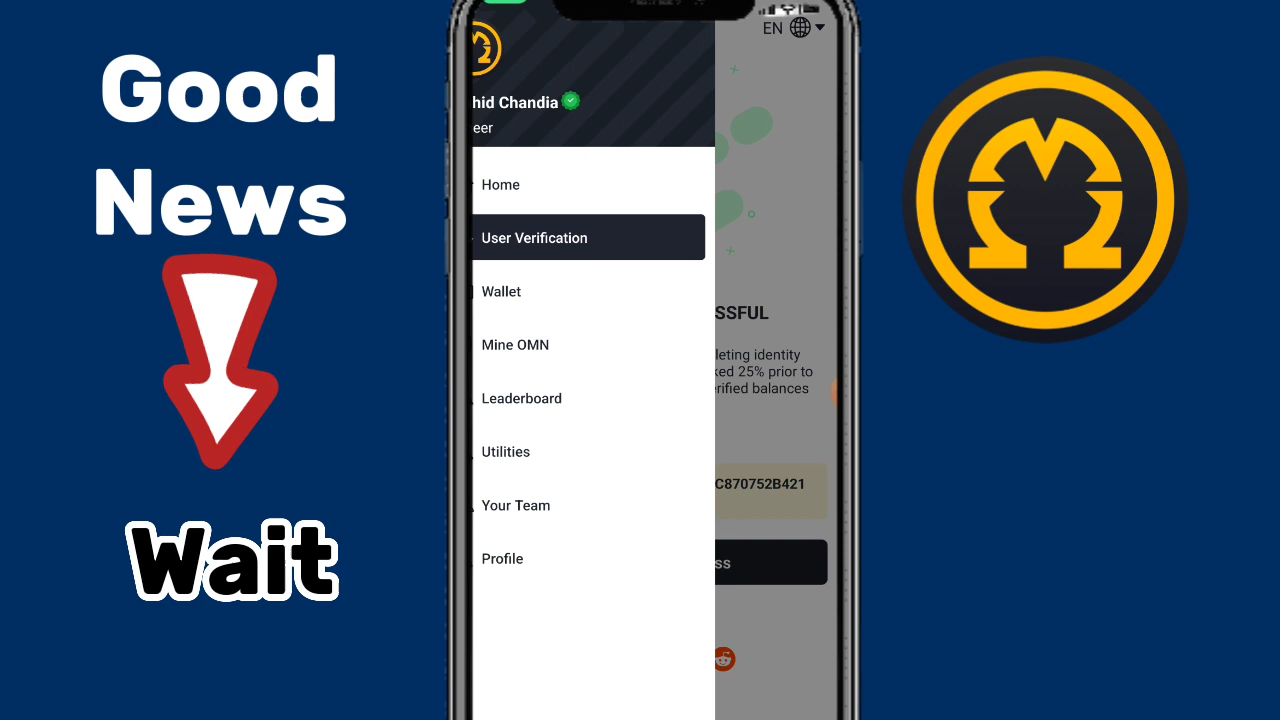 Good
News
Wait
hid Chandia
eer
Home
User Verification
Wallet
Mine OMN
Leaderboard
Utilities
Your Team
Profile
EN
SSFUL
leting identity
ked 25% prior to
erified balances
C870752B421
ss